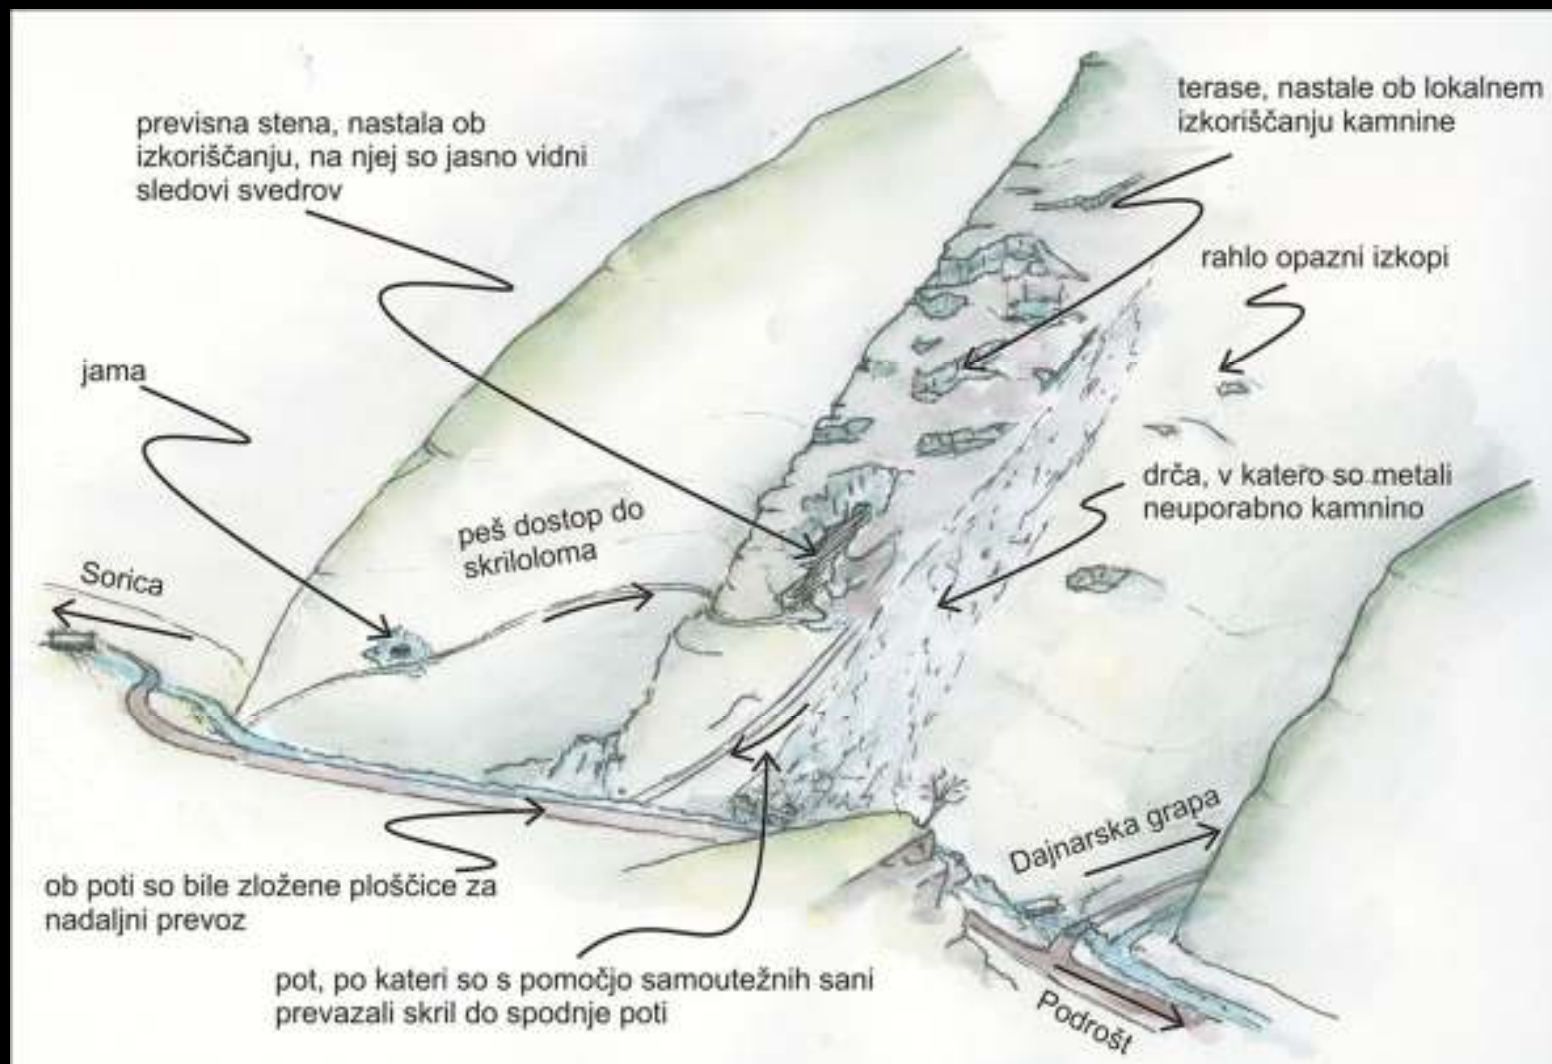 previsna stena, nastala ob
izkoriščanju, na njej so jasno vidni
sledovi svedrov
terase, nastale ob lokalnem
izkoriščanju kamnine
rahlo opazni izkopi
jama
drča, v katero so metali
neuporabno kamnino
peš dostop do
skriloloma
Sorica
Dajnarska grapa
ob poti so bile zložene ploščice za
nadaljni prevoz
pot, po kateri so s pomočjo samoutežnih sani
prevazali skril do spodnje poti
Podrošt